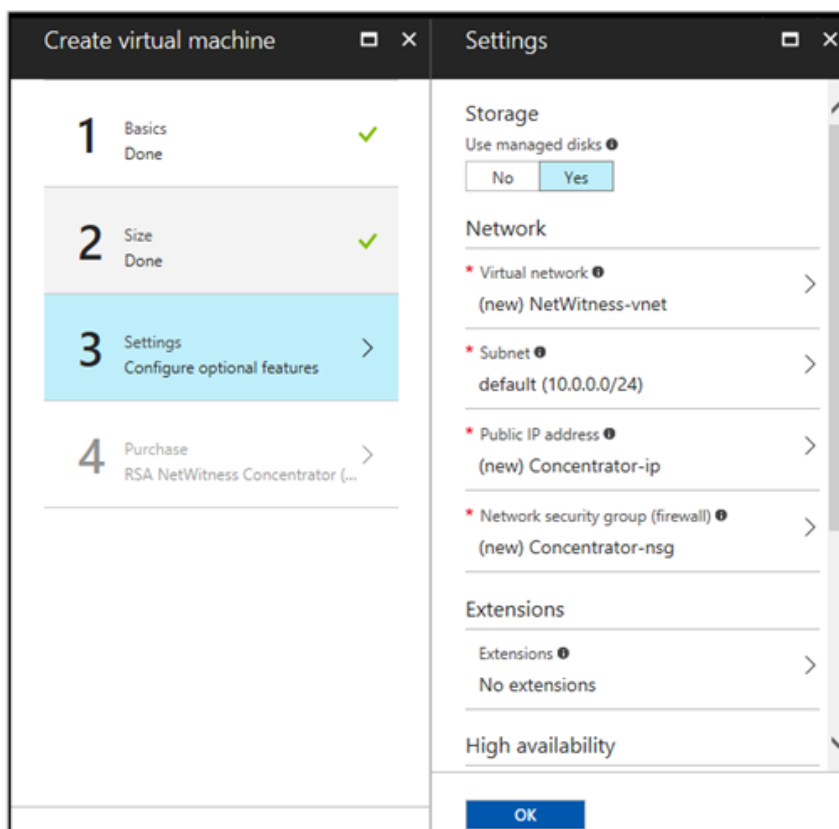 Create virtual machine
1
Basics
Done
2
Size
Done
3
Settings
Configure optional features
4
Purchase
RSA NetWitness Concentrator (...
Settings
Storage
Use managed disks
No
Yes
Network
* Virtual network
(new) NetWitness-vnet
* Subnet
default (10.0.0.0/24)
* Public IP address
(new) Concentrator-ip
* Network security group (firewall)
(new) Concentrator-nsg
Extensions
Extensions
No extensions
High availability
OK